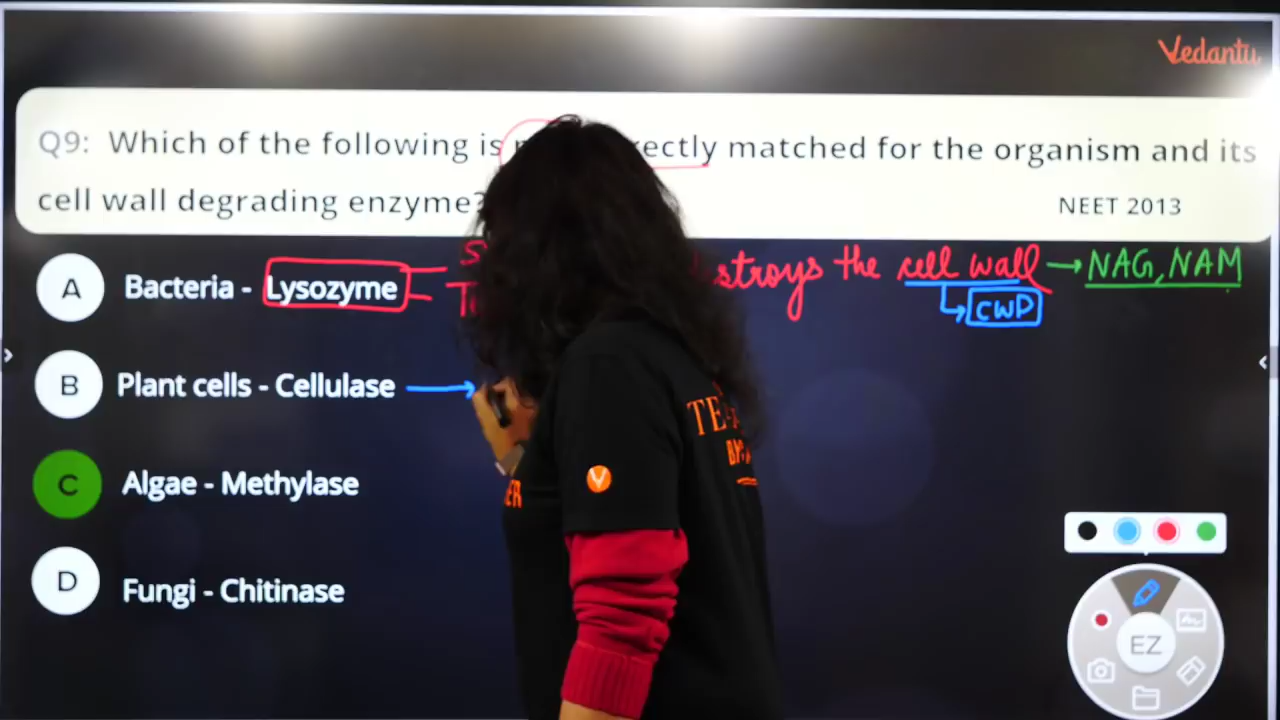 Vedantu
Q9: Which of the following is rectly matched for the organism and its
cell wall degrading enzyme?
NEET 2013
A Bacteria - Lysozyme
stroys the cell wall → NAG, NAM
CWD
B Plant cells - Cellulase →
C Algae - Methylase
D Fungi - Chitinase
V
EZ